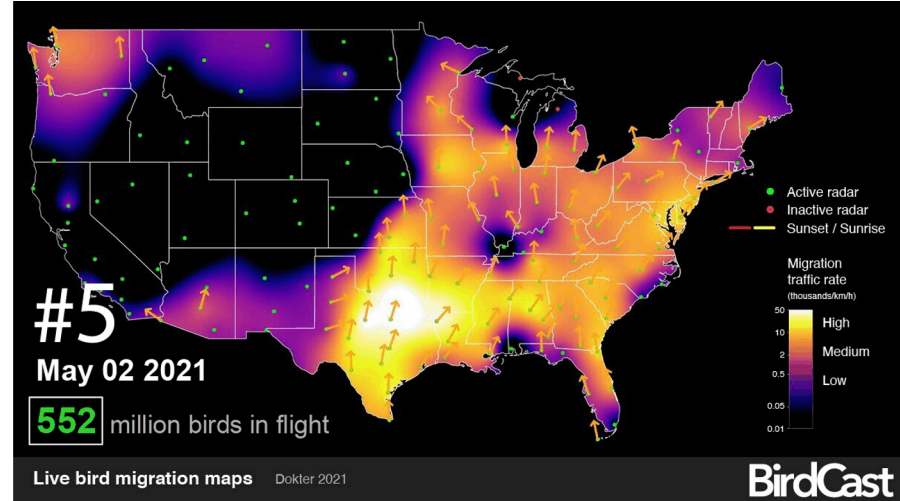 Active radar
Inactive radar
Sunset / Sunrise
Migration
traffic rate
(thousands/km/h)
50
10
2
0.5
0.05
0.01
High
Medium
Low
#5
May 02 2021
552 million birds in flight
Live bird migration maps Dokter 2021
BirdCast